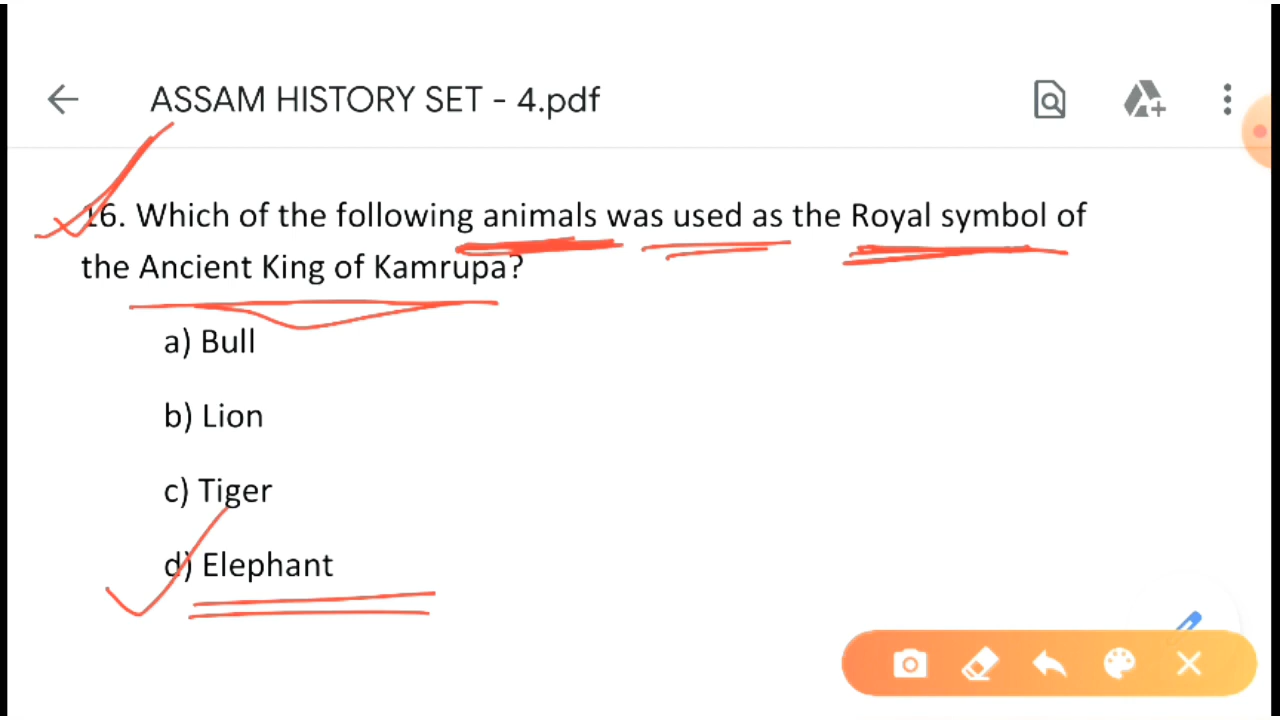 ASSAM HISTORY SET - 4.pdf
16. Which of the following animals was used as the Royal symbol of
the Ancient King of Kamrupa?
a) Bull
b) Lion
c) Tiger
d) Elephant